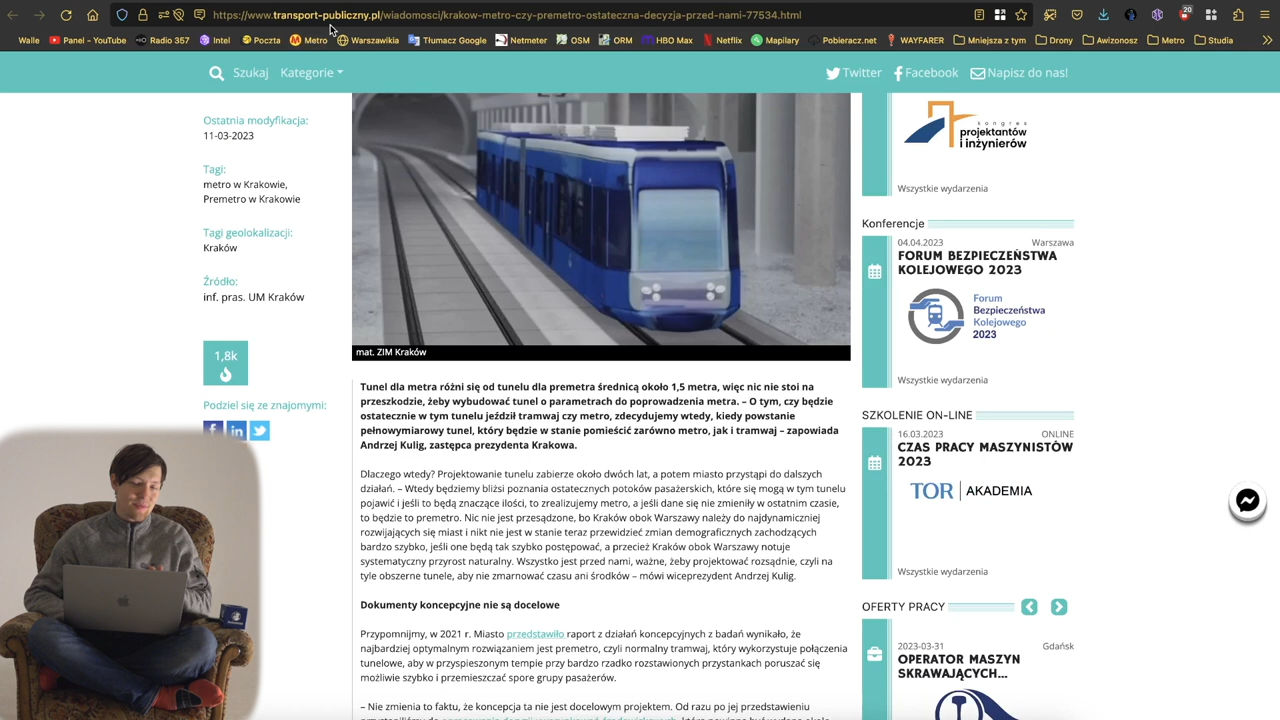 https://www.transport-publiczny.pl/wiadomosci/krakow-metro-czy-premetro-ostateczna-decyzja-przed-nami-77534.html
20
Walle
Panel - YouTube
Radio 357
Intel
Poczta
Metro
Warszawikia
Tłumacz Google
Netmeter
OSM
ORM
HBO Max
Netflix
Mapilary
Pobieracz.net
WAYFARER
Mniejsza z tym
Drony
Awizonosz
Metro
Studia
Szukaj
Kategorie
Twitter
Facebook
Napisz do nas!
Ostatnia modyfikacja:
11-03-2023
Tagi:
metro w Krakowie,
Premetro w Krakowie
Tagi geolokalizacji:
Kraków
Źródło:
inf. pras. UM Kraków
1,8k
Podziel się ze znajomymi:
mat. ZIM Kraków
Tunel dla metra różni się od tunelu dla premetra średnicą około 1,5 metra, więc nic nie stoi na
przeszkodzie, żeby wybudować tunel o parametrach do poprowadzenia metra. – O tym, czy będzie
ostatecznie w tym tunelu jeździł tramwaj czy metro, zdecydujemy wtedy, kiedy powstanie
pełnowymiarowy tunel, który będzie w stanie pomieścić zarówno metro, jak i tramwaj – zapowiada
Andrzej Kulig, zastępca prezydenta Krakowa.
Dlaczego wtedy? Projektowanie tunelu zabierze około dwóch lat, a potem miasto przystąpi do dalszych
działań. – Wtedy będziemy bliżsi poznania ostatecznych potoków pasażerskich, które się mogą w tym tunelu
pojawić i jeśli to będą znaczące ilości, to zrealizujemy metro, a jeśli dane się nie zmieniły w ostatnim czasie,
to będzie to premetro. Nic nie jest przesądzone, bo Kraków obok Warszawy należy do najdynamiczniej
rozwijających się miast i nikt nie jest w stanie teraz przewidzieć zmian demograficznych zachodzących
bardzo szybko, jeśli one będą tak szybko postępować, a przecież Kraków obok Warszawy notuje
systematyczny przyrost naturalny. Wszystko jest przed nami, ważne, żeby projektować rozsądnie, czyli na
tyle obszerne tunele, aby nie zmarnować czasu ani środków – mówi wiceprezydent Andrzej Kulig.
Dokumenty koncepcyjne nie są docelowe
Przypomnijmy, w 2021 r. Miasto przedstawiło raport z działań koncepcyjnych z badań wynikało, że
najbardziej optymalnym rozwiązaniem jest premetro, czyli normalny tramwaj, który wykorzystuje połączenia
tunelowe, aby w przyspieszonym tempie przy bardzo rzadko rozstawionych przystankach poruszać się
możliwie szybko i przemieszczać spore grupy pasażerów.
– Nie zmienia to faktu, że koncepcja ta nie jest docelowym projektem. Od razu po jej przedstawieniu
kongres
projektantów
i inżynierów
Wszystkie wydarzenia
Konferencje
04.04.2023 Warszawa
FORUM BEZPIECZEŃSTWA
KOLEJOWEGO 2023
Forum
Bezpieczeństwa
Kolejowego
2023
Wszystkie wydarzenia
SZKOLENIE ON-LINE
16.03.2023 ONLINE
CZAS PRACY MASZYNISTÓW
2023
TOR AKADEMIA
Wszystkie wydarzenia
OFERTY PRACY
2023-03-31 Gdańsk
OPERATOR MASZYN
SKRAWAJĄCYCH...